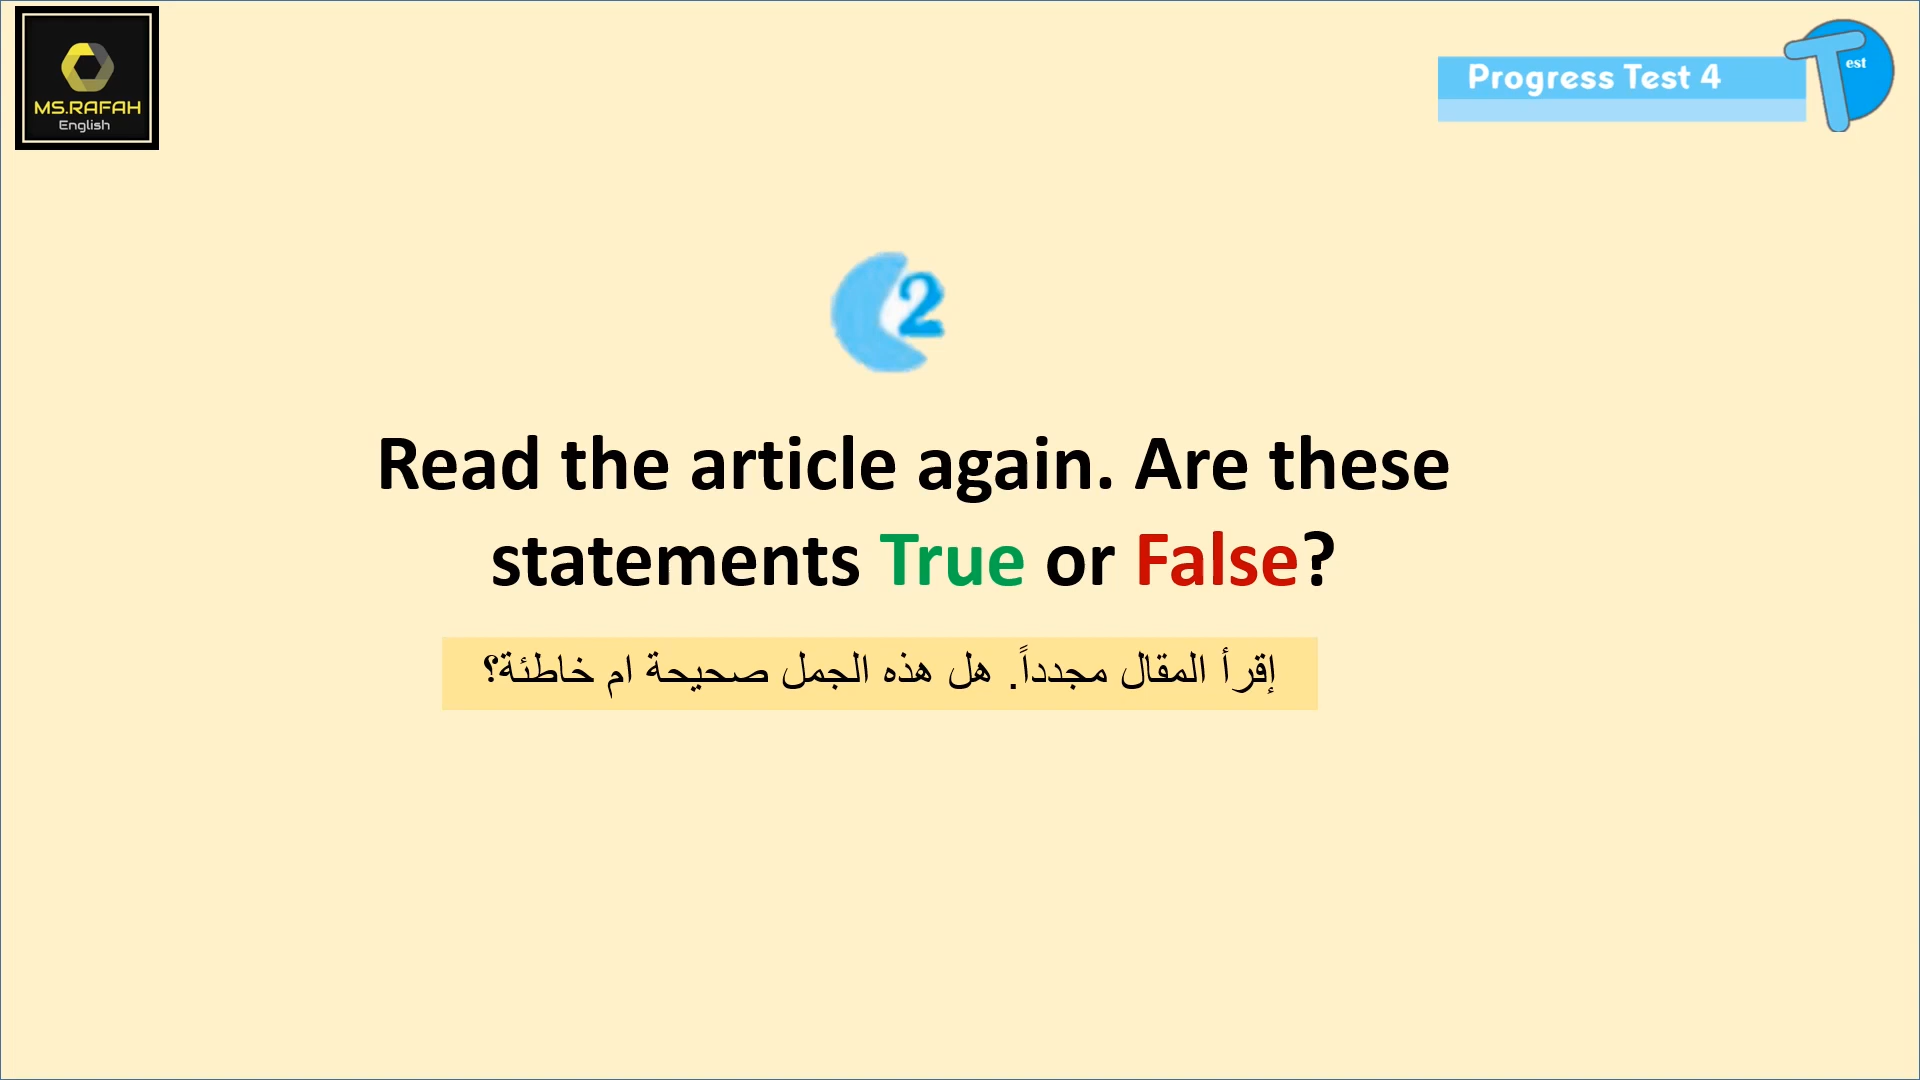 MS.RAFAH
English
Progress Test 4
Test
2
Read the article again. Are these
statements True or False?
إقرأ المقال مجدداً. هل هذه الجمل صحيحة ام خاطئة؟